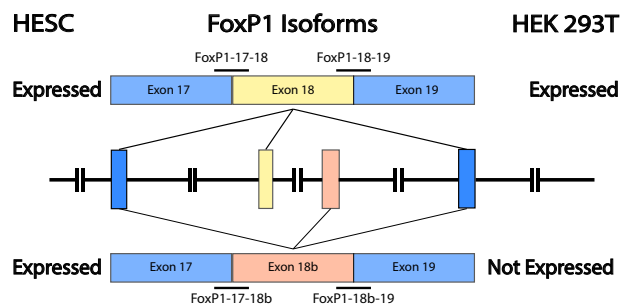 HESC FoxP1 Isoforms HEK 293T
FoxP1-17-18 FoxP1-18-19
Expressed Exon 17 Exon 18 Exon 19 Expressed
Expressed Exon 17 Exon 18b Exon 19 Not Expressed
FoxP1-17-18b FoxP1-18b-19